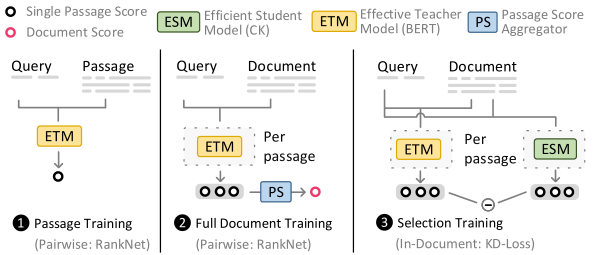 Single Passage Score
Document Score
ESM
Efficient Student
Model (CK)
ETM
Effective Teacher
Model (BERT)
PS
Passage Score
Aggregator
Query
Passage
ETM
1 Passage Training
(Pairwise: RankNet)
Query
Document
ETM
Per
passage
PS
2 Full Document Training
(Pairwise: RankNet)
Query
Document
ETM
Per
passage
ESM
3 Selection Training
(In-Document: KD-Loss)